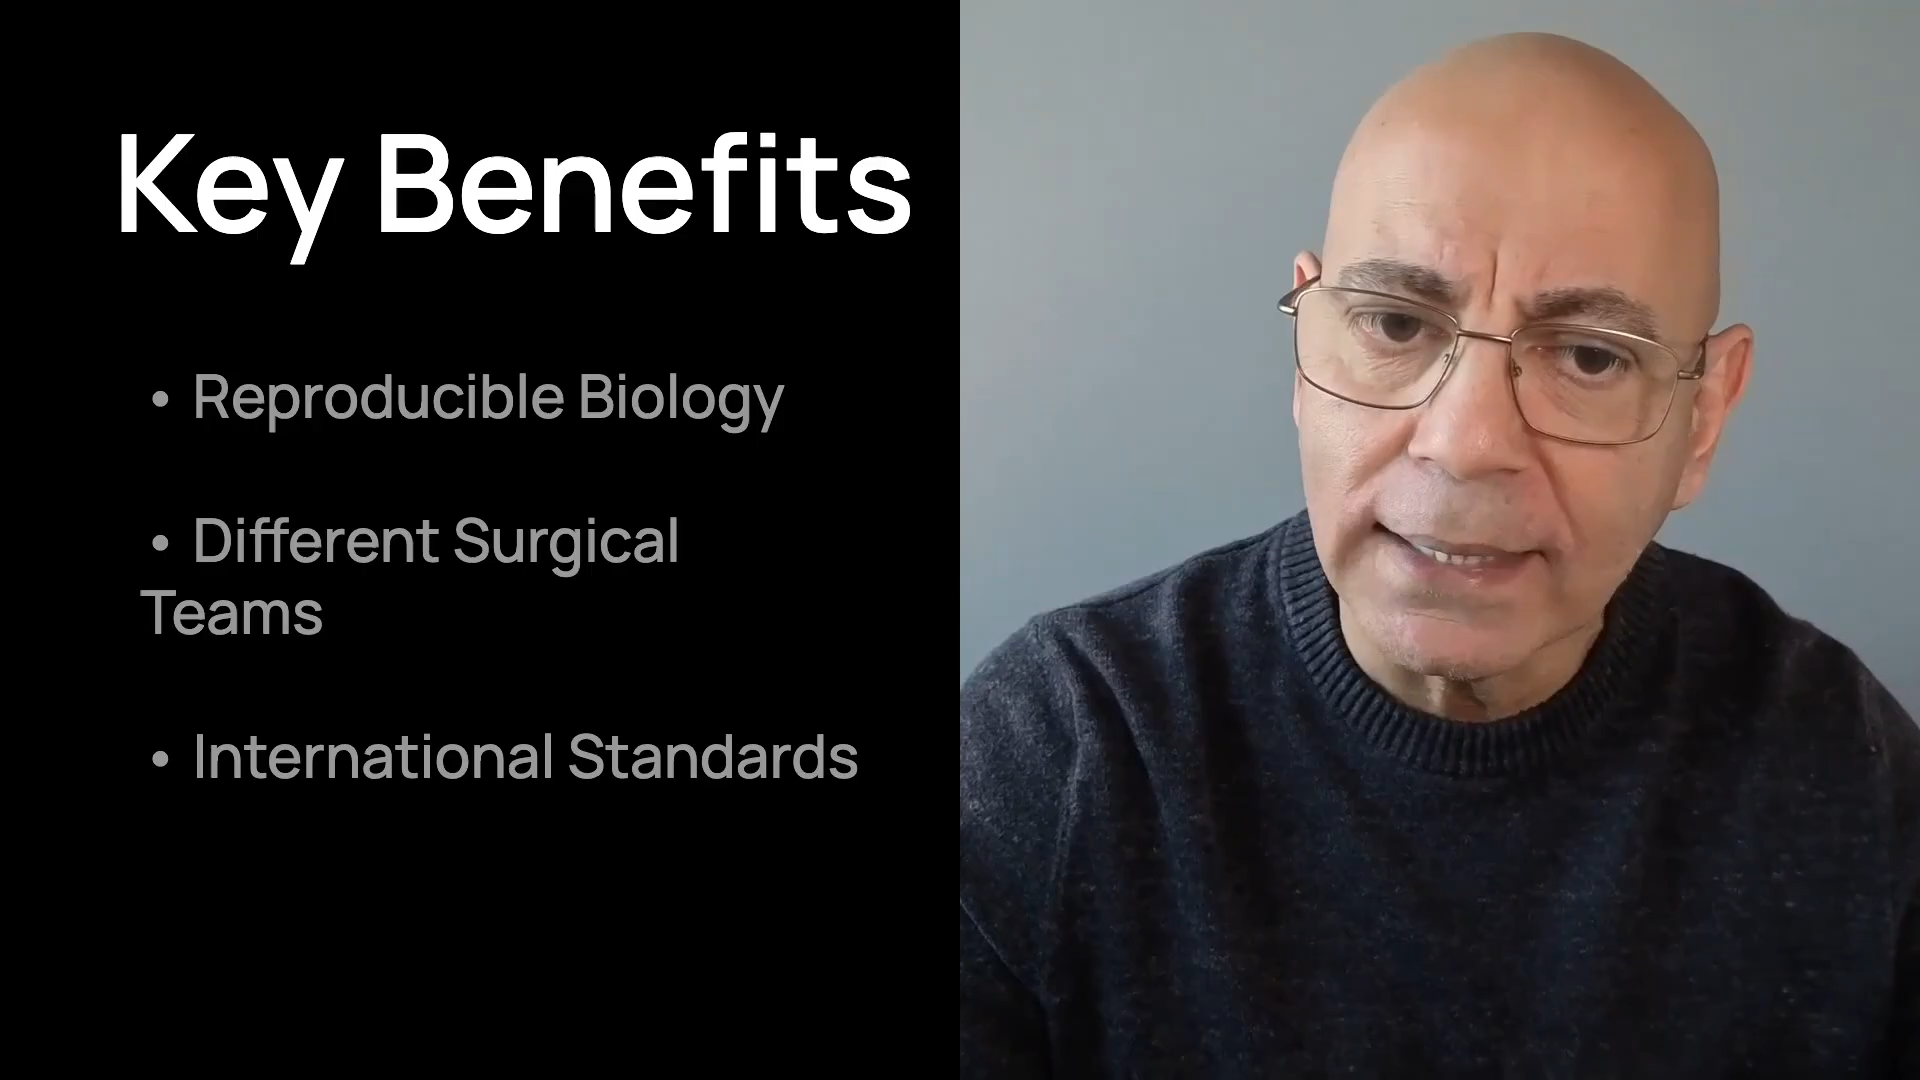 Key Benefits
• Reproducible Biology
• Different Surgical
Teams
• International Standards